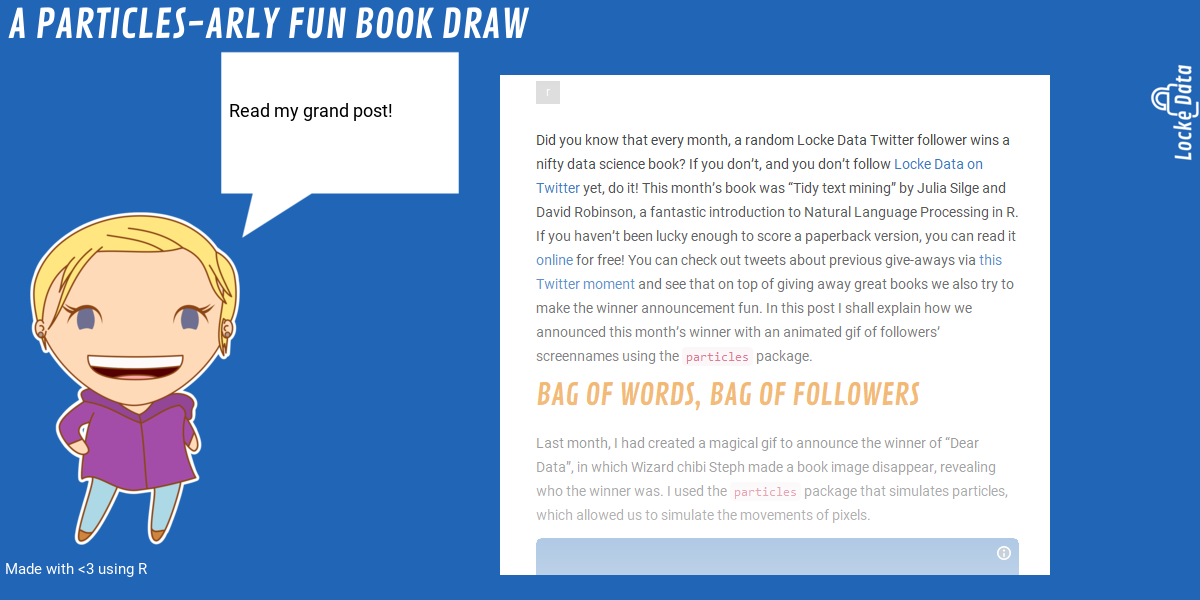 A PARTICLES-ARLY FUN BOOK DRAW
Read my grand post!
r
Did you know that every month, a random Locke Data Twitter follower wins a
nifty data science book? If you don’t, and you don’t follow Locke Data on
Twitter yet, do it! This month’s book was “Tidy text mining” by Julia Silge and
David Robinson, a fantastic introduction to Natural Language Processing in R.
If you haven’t been lucky enough to score a paperback version, you can read it
online for free! You can check out tweets about previous give-aways via this
Twitter moment and see that on top of giving away great books we also try to
make the winner announcement fun. In this post I shall explain how we
announced this month’s winner with an animated gif of followers’
screennames using the particles package.
BAG OF WORDS, BAG OF FOLLOWERS
Last month, I had created a magical gif to announce the winner of “Dear
Data”, in which Wizard chibi Steph made a book image disappear, revealing
who the winner was. I used the particles package that simulates particles,
which allowed us to simulate the movements of pixels.
Locke Data
Made with <3 using R